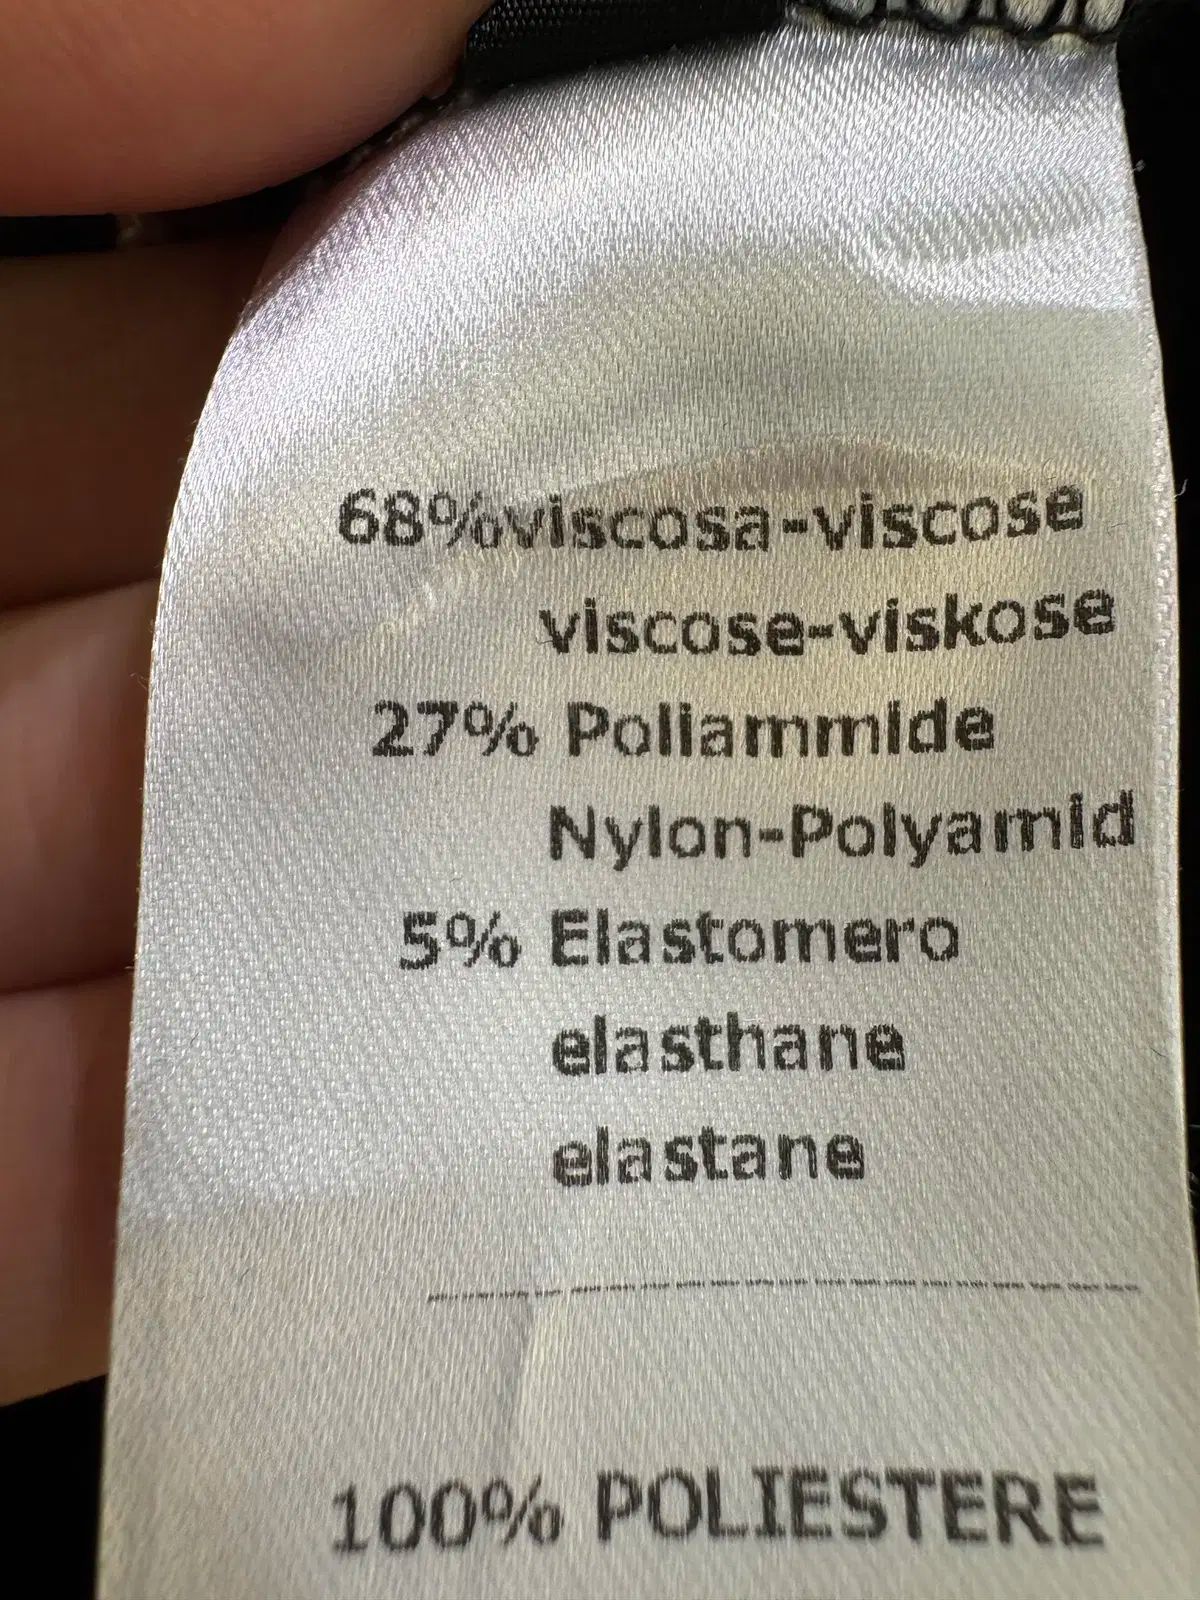 68%viscosa-viscose
viscose-viskose
27% Poliammide
Nylon-Polyamid
5% Elastomero
elasthane
elastane
100% POLIESTERE